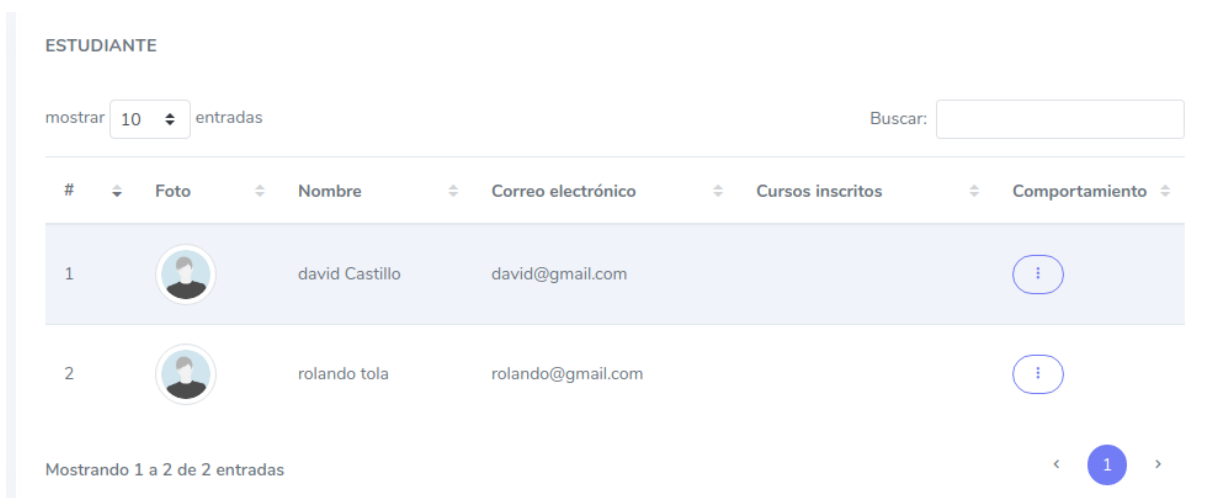 ESTUDIANTE
mostrar 10 entradas Buscar:
# Foto Nombre Correo electrónico Cursos inscritos Comportamiento
1 david Castillo david@gmail.com
2 rolando tola rolando@gmail.com
Mostrando 1 a 2 de 2 entradas ‹ 1 ›